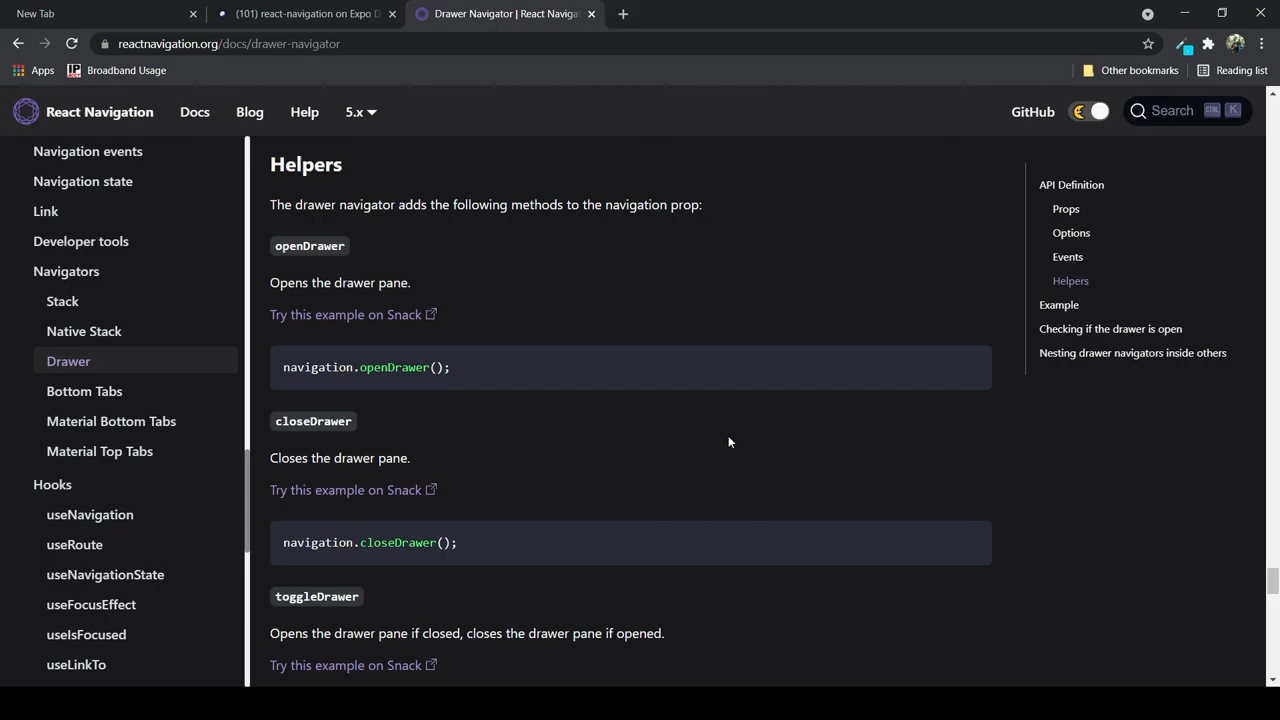 New Tab
(101) react-navigation on Expo D
Drawer Navigator | React Naviga
reactnavigation.org/docs/drawer-navigator
Apps
Broadband Usage
Other bookmarks
Reading list
React Navigation
Docs
Blog
Help
5.x
GitHub
Search
CTRL
K
Navigation events
Navigation state
Link
Developer tools
Navigators
Stack
Native Stack
Drawer
Bottom Tabs
Material Bottom Tabs
Material Top Tabs
Hooks
useNavigation
useRoute
useNavigationState
useFocusEffect
useIsFocused
useLinkTo
Helpers
The drawer navigator adds the following methods to the navigation prop:
openDrawer
Opens the drawer pane.
Try this example on Snack
navigation.openDrawer();
closeDrawer
Closes the drawer pane.
Try this example on Snack
navigation.closeDrawer();
toggleDrawer
Opens the drawer pane if closed, closes the drawer pane if opened.
Try this example on Snack
API Definition
Props
Options
Events
Helpers
Example
Checking if the drawer is open
Nesting drawer navigators inside others